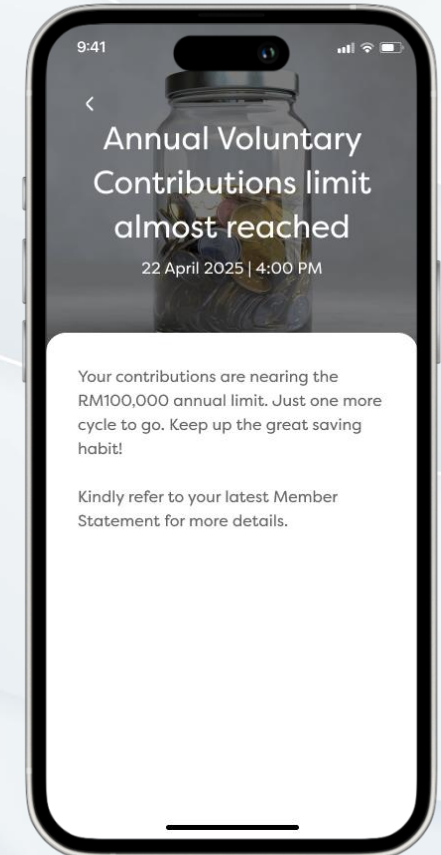 9:41
Annual Voluntary
Contributions limit
almost reached
22 April 2025 | 4:00 PM
Your contributions are nearing the
RM100,000 annual limit. Just one more
cycle to go. Keep up the great saving
habit!
Kindly refer to your latest Member
Statement for more details.